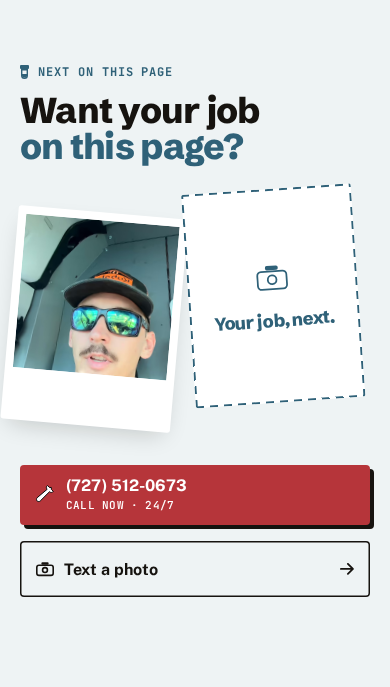 NEXT ON THIS PAGE
Want your job
on this page?
Your job, next.
(727) 512-0673
CALL NOW · 24/7
Text a photo